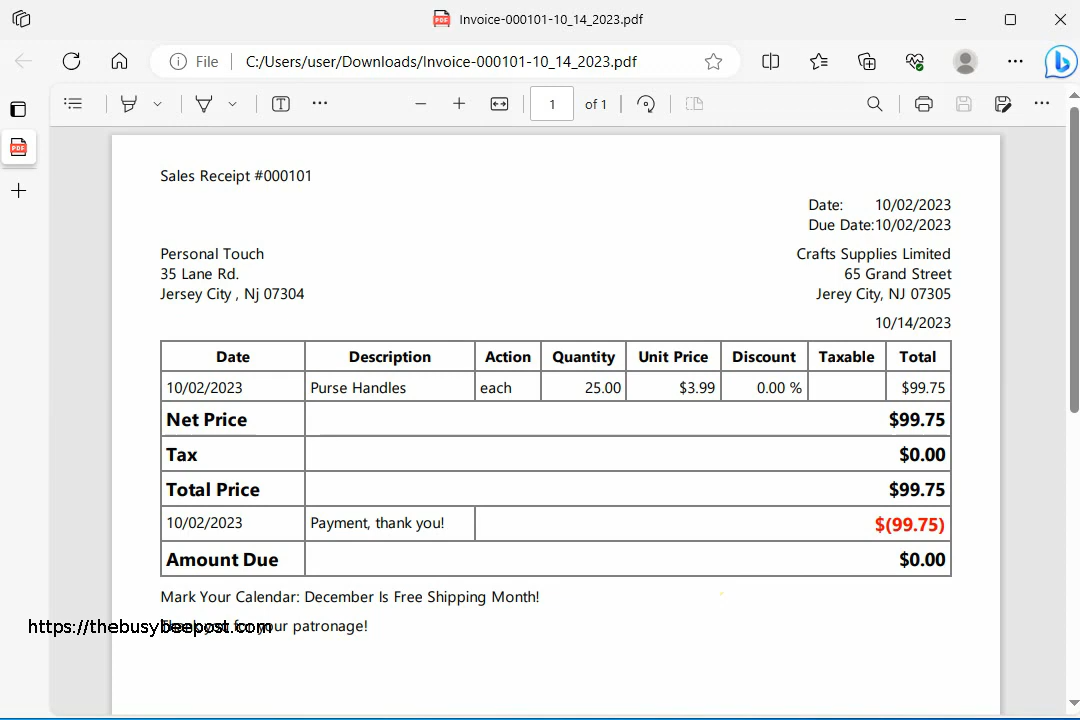 Invoice-000101-10_14_2023.pdf
File
C:/Users/user/Downloads/Invoice-000101-10_14_2023.pdf
1 of 1
Sales Receipt #000101
Date: 10/02/2023
Due Date:10/02/2023
Personal Touch
35 Lane Rd.
Jersey City , Nj 07304
Crafts Supplies Limited
65 Grand Street
Jerey City, NJ 07305
10/14/2023
Date Description Action Quantity Unit Price Discount Taxable Total
10/02/2023 Purse Handles each 25.00 $3.99 0.00 % $99.75
Net Price $99.75
Tax $0.00
Total Price $99.75
10/02/2023 Payment, thank you! $(99.75)
Amount Due $0.00
Mark Your Calendar: December Is Free Shipping Month!
https://thebusybeepost.com
your patronage!